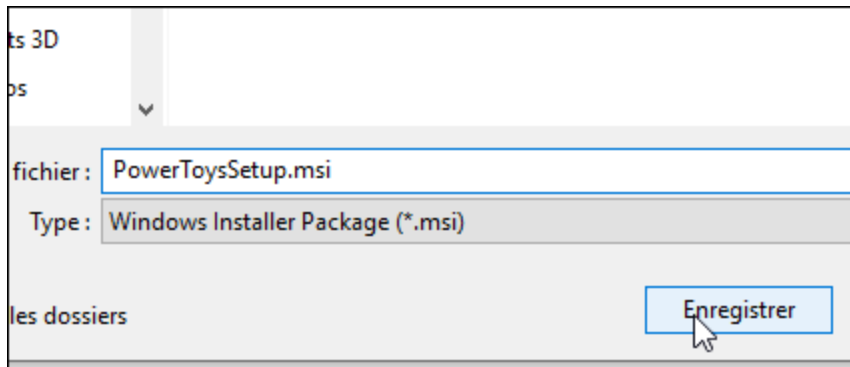 ts 3D
os
fichier : PowerToysSetup.msi
Type : Windows Installer Package (*.msi)
les dossiers
Enregistrer